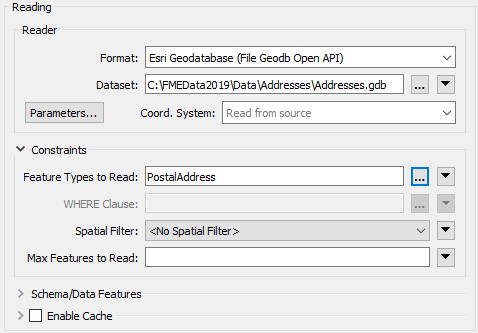 Reading
Reader
Format: Esri Geodatabase (File Geodb Open API)
Dataset: C:\FMEData2019\Data\Addresses\Addresses.gdb ...
Parameters... Coord. System: Read from source
Constraints
Feature Types to Read: PostalAddress ...
WHERE Clause: ...
Spatial Filter: <No Spatial Filter>
Max Features to Read:
Schema/Data Features
Enable Cache